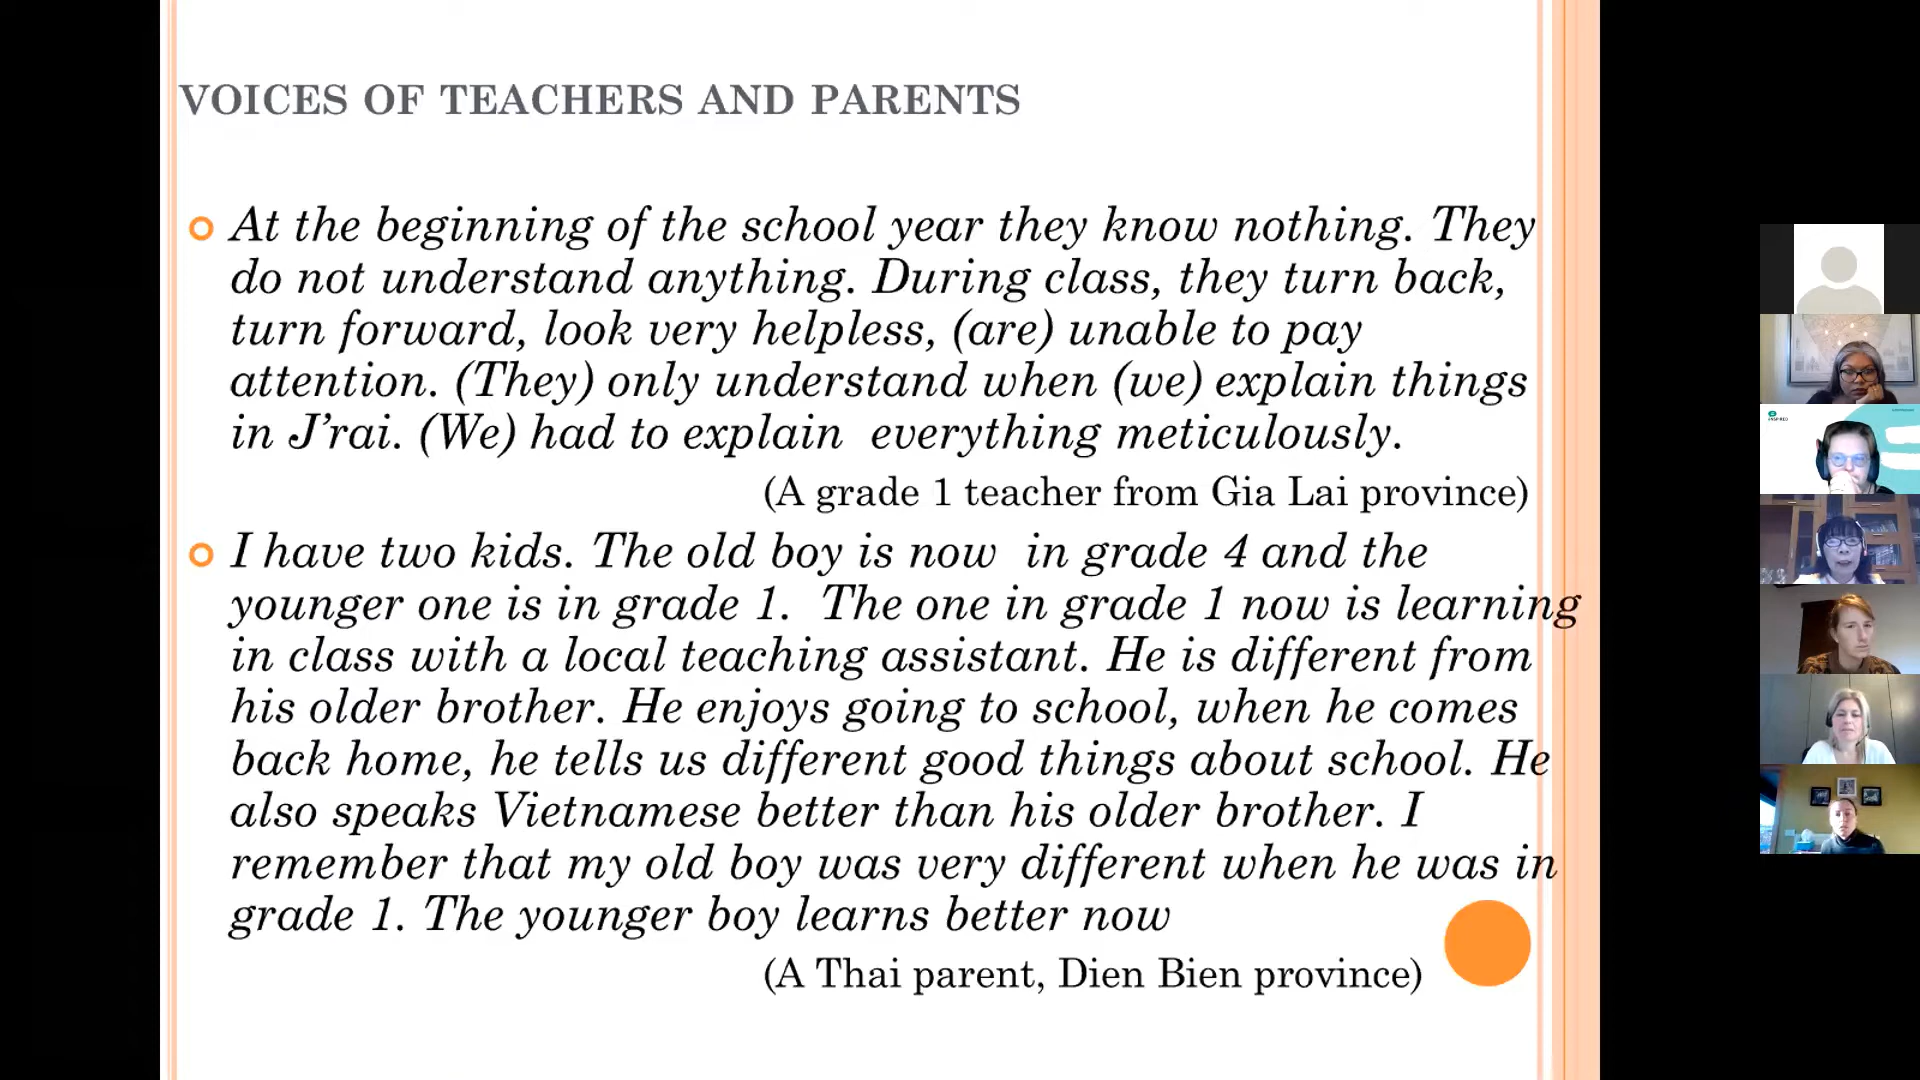 VOICES OF TEACHERS AND PARENTS
At the beginning of the school year they know nothing. They
do not understand anything. During class, they turn back,
turn forward, look very helpless, (are) unable to pay
attention. (They) only understand when (we) explain things
in J’rai. (We) had to explain everything meticulously.
(A grade 1 teacher from Gia Lai province)
I have two kids. The old boy is now in grade 4 and the
younger one is in grade 1. The one in grade 1 now is learning
in class with a local teaching assistant. He is different from
his older brother. He enjoys going to school, when he comes
back home, he tells us different good things about school. He
also speaks Vietnamese better than his older brother. I
remember that my old boy was very different when he was in
grade 1. The younger boy learns better now
(A Thai parent, Dien Bien province)